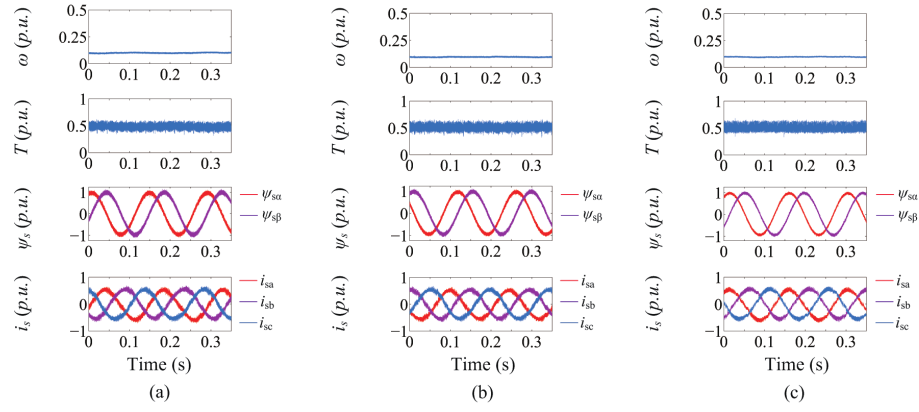 ω (p.u.)
0.5
0.25
0
0 0.1 0.2 0.3
T (p.u.)
1
0.5
0
0 0.1 0.2 0.3
ψs (p.u.)
1
0
−1
0 0.1 0.2 0.3
ψsα
ψsβ
is (p.u.)
1
0
−1
0 0.1 0.2 0.3
isa
isb
isc
Time (s)
(a)
ω (p.u.)
0.5
0.25
0
0 0.1 0.2 0.3
T (p.u.)
1
0.5
0
0 0.1 0.2 0.3
ψs (p.u.)
1
0
−1
0 0.1 0.2 0.3
ψsα
ψsβ
is (p.u.)
1
0
−1
0 0.1 0.2 0.3
isa
isb
isc
Time (s)
(b)
ω (p.u.)
0.5
0.25
0
0 0.1 0.2 0.3
T (p.u.)
1
0.5
0
0 0.1 0.2 0.3
ψs (p.u.)
1
0
−1
0 0.1 0.2 0.3
ψsα
ψsβ
is (p.u.)
1
0
−1
0 0.1 0.2 0.3
isa
isb
isc
Time (s)
(c)